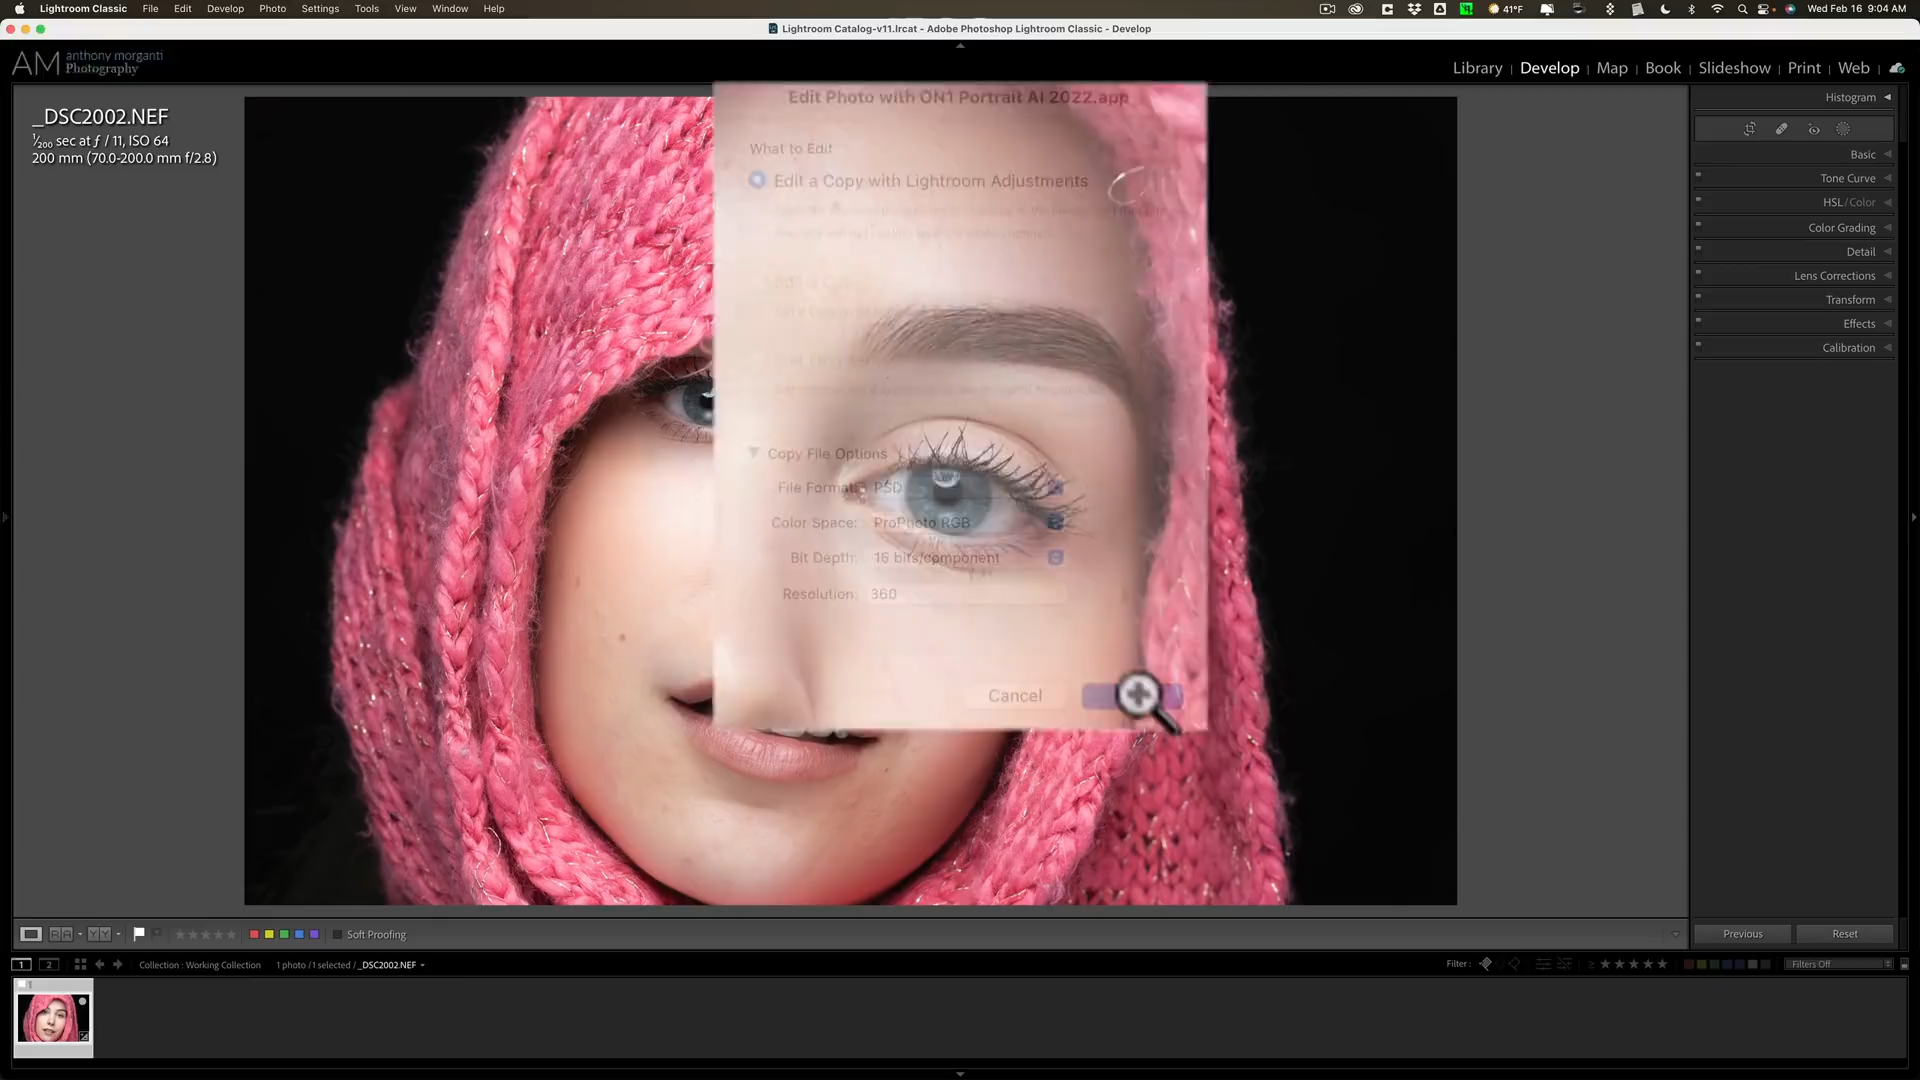 Lightroom Classic File Edit Develop Photo Settings Tools View Window Help 41°F Wed Feb 16 9:04 AM
Lightroom Catalog-v11.lrcat - Adobe Photoshop Lightroom Classic - Develop
AM anthony morganti
Photography
Library | Develop | Map | Book | Slideshow | Print | Web
_DSC2002.NEF
1/200 sec at ƒ / 11, ISO 64
200 mm (70.0-200.0 mm f/2.8)
Edit Photo with ON1 Portrait AI 2022.app
What to Edit
Edit a Copy with Lightroom Adjustments
Copy File Options
File Format: PSD
Color Space: ProPhoto RGB
Bit Depth: 16 bits/component
Resolution: 360
Cancel
Histogram
Basic
Tone Curve
HSL / Color
Color Grading
Detail
Lens Corrections
Transform
Effects
Calibration
Soft Proofing
Previous Reset
1 2 Collection : Working Collection 1 photo / 1 selected / _DSC2002.NEF Filter : Filters Off
1